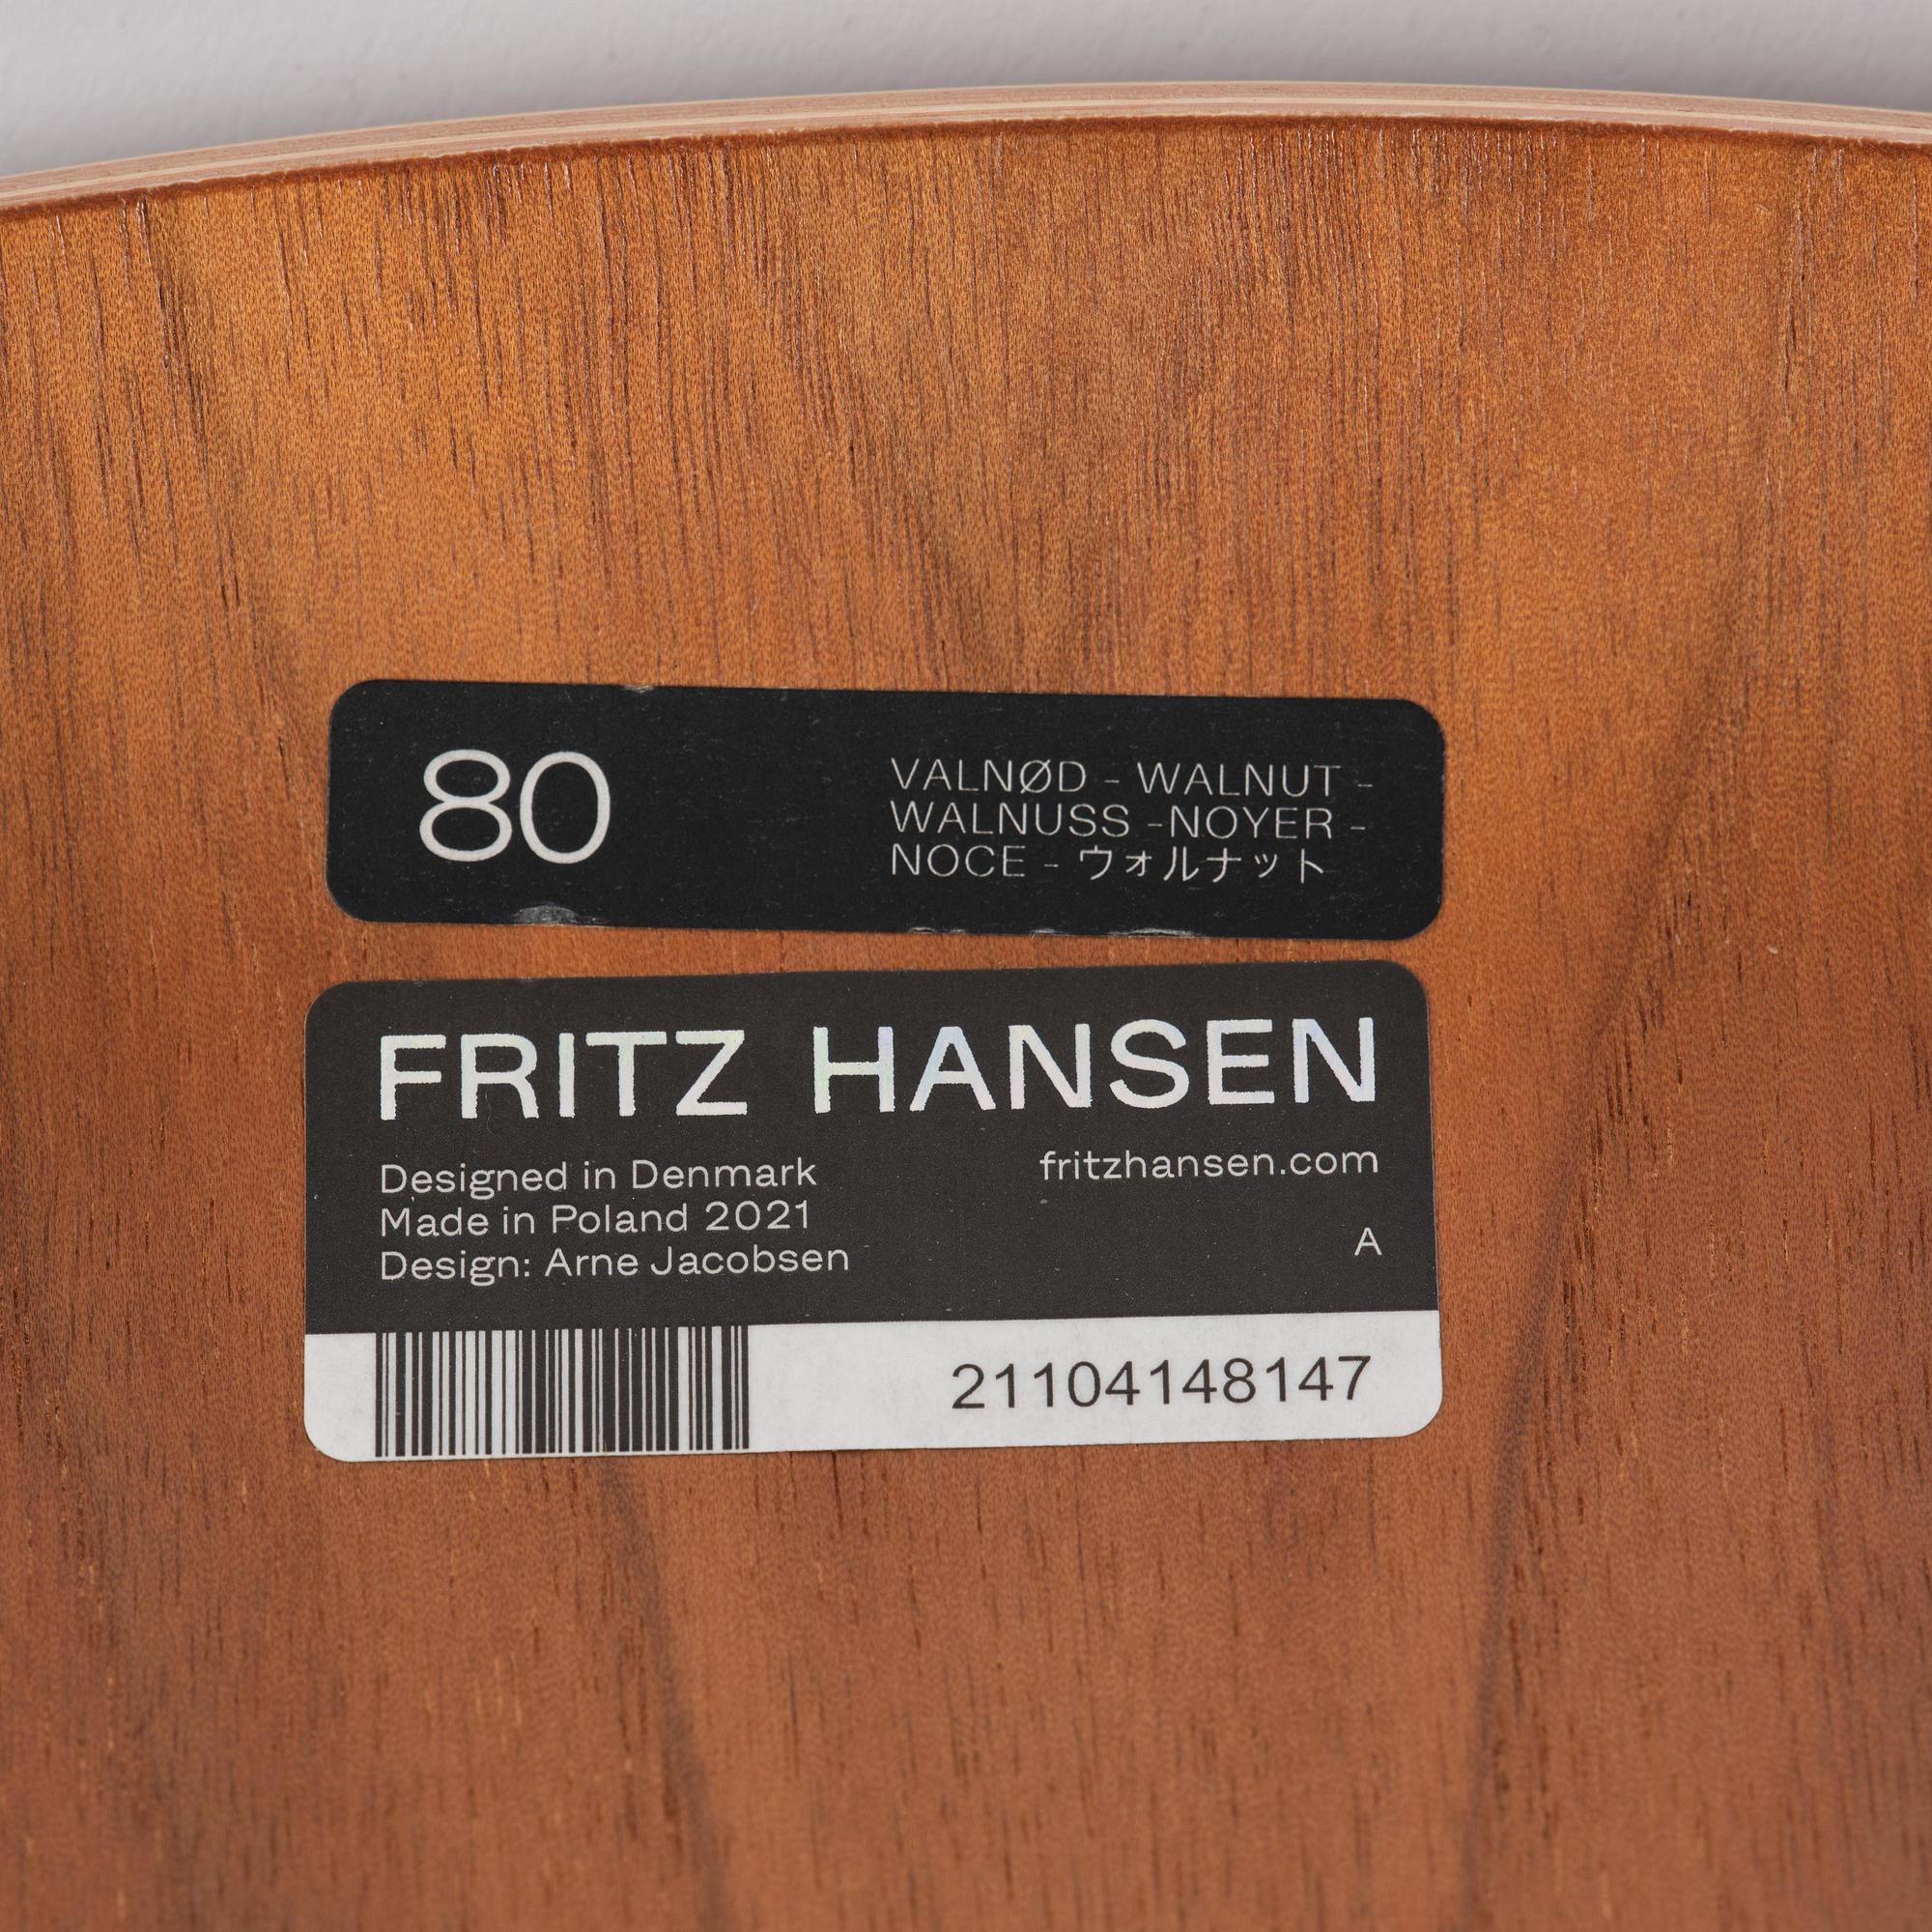 80
VALNØD - WALNUT -
WALNUSS -NOYER -
NOCE - ウォルナット
FRITZ HANSEN
Designed in Denmark
Made in Poland 2021
Design: Arne Jacobsen
fritzhansen.com
A
21104148147